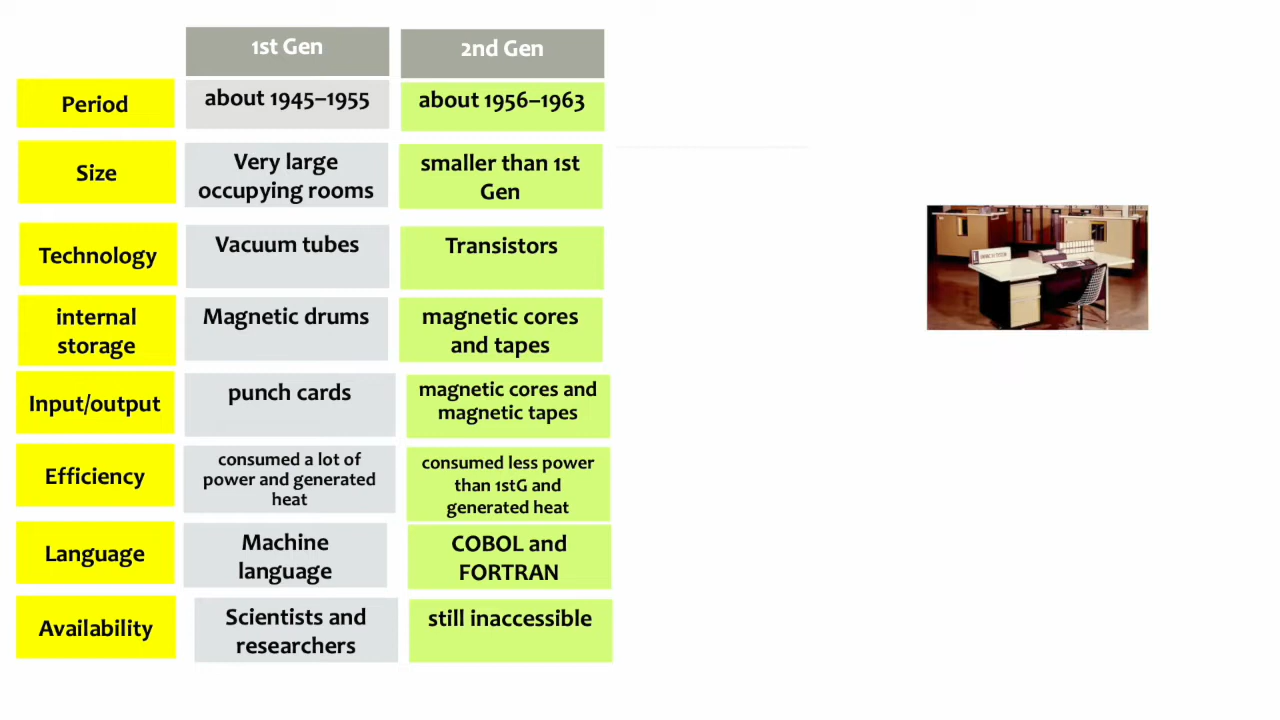 1st Gen
2nd Gen
Period
about 1945–1955
about 1956–1963
Size
Very large
occupying rooms
smaller than 1st
Gen
Technology
Vacuum tubes
Transistors
internal
storage
Magnetic drums
magnetic cores
and tapes
Input/output
punch cards
magnetic cores and
magnetic tapes
Efficiency
consumed a lot of
power and generated
heat
consumed less power
than 1stG and
generated heat
Language
Machine
language
COBOL and
FORTRAN
Availability
Scientists and
researchers
still inaccessible